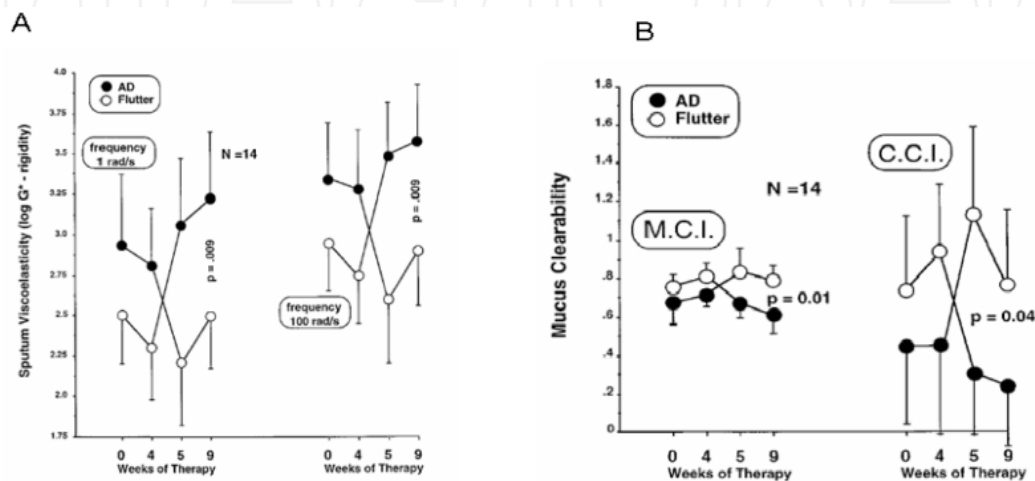 A
Sputum Viscoelasticity (log G* - rigidity)
4.0
3.75
3.5
3.25
3.0
2.75
2.5
2.25
2.0
1.75
AD
Flutter
frequency
1 rad/s
N =14
p = .009
frequency
100 rad/s
p = .009
0 4 5 9 0 4 5 9
Weeks of Therapy Weeks of Therapy
B
Mucus Clearability
1.8
1.6
1.4
1.2
1
.8
.6
.4
.2
0
AD
Flutter
C.C.I.
N =14
M.C.I.
p = 0.01
p = 0.04
0 4 5 9 0 4 5 9
Weeks of Therapy Weeks of Therapy